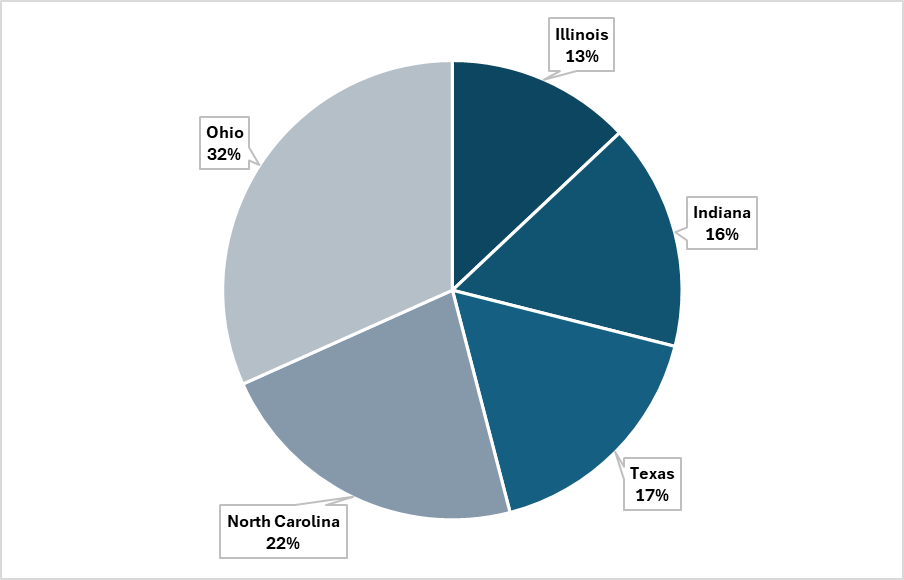 Illinois
13%
Ohio
32%
Indiana
16%
Texas
17%
North Carolina
22%